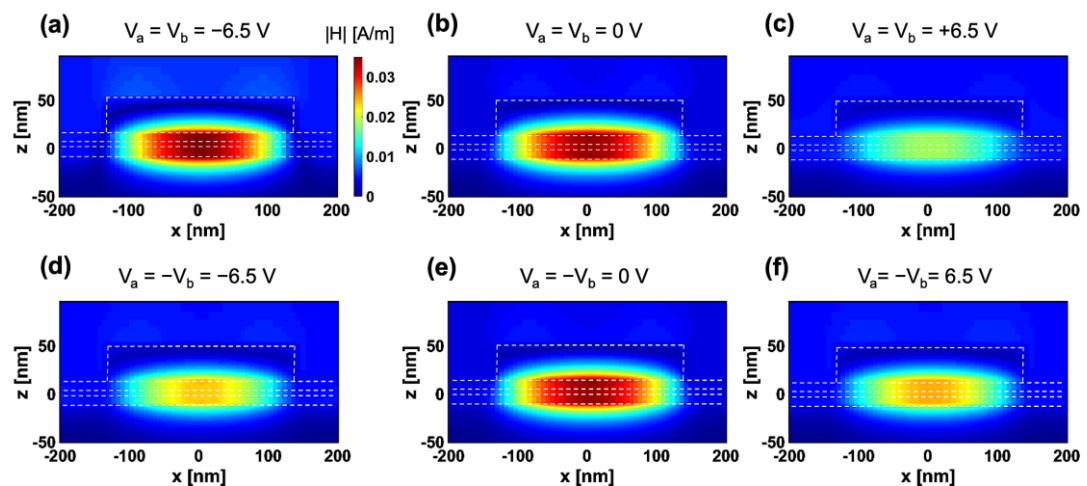 (a) V_a = V_b = −6.5 V
|H| [A/m]
0.03
0.02
0.01
0
z [nm]
50
0
-50
-200 -100 0 100 200
x [nm]
(b) V_a = V_b = 0 V
z [nm]
50
0
-50
-200 -100 0 100 200
x [nm]
(c) V_a = V_b = +6.5 V
z [nm]
50
0
-50
-200 -100 0 100 200
x [nm]
(d) V_a = −V_b = −6.5 V
z [nm]
50
0
-50
-200 -100 0 100 200
x [nm]
(e) V_a = −V_b = 0 V
z [nm]
50
0
-50
-200 -100 0 100 200
x [nm]
(f) V_a= −V_b= 6.5 V
z [nm]
50
0
-50
-200 -100 0 100 200
x [nm]